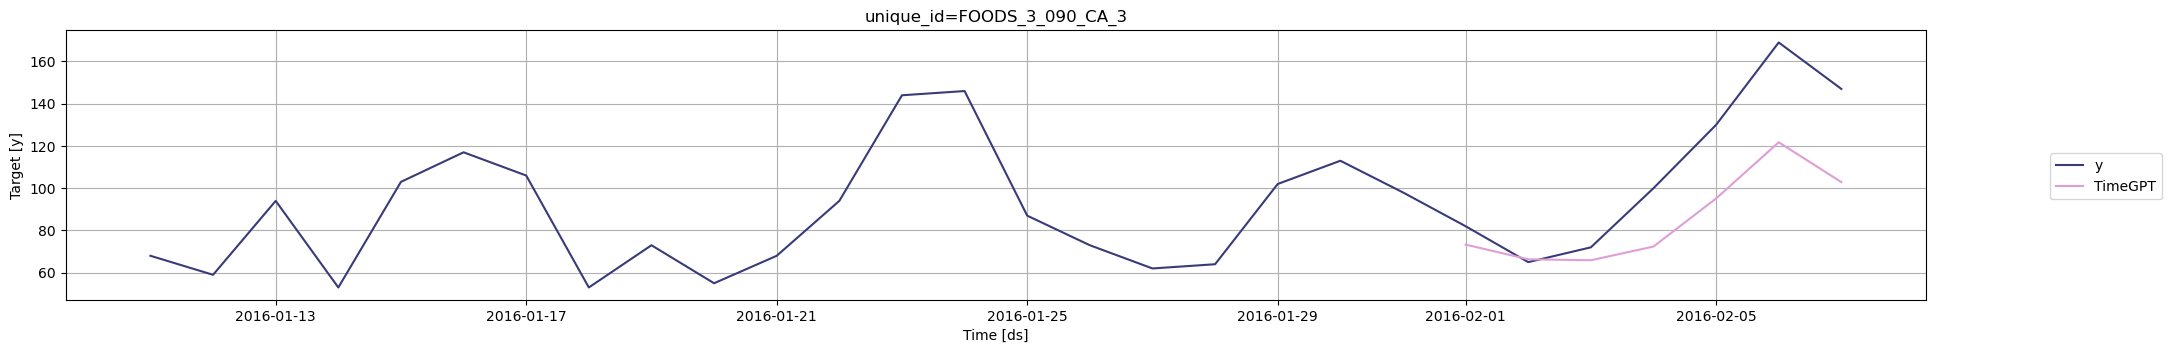 unique_id=FOODS_3_090_CA_3
Target [y]
160
140
120
100
80
60
2016-01-13
2016-01-17
2016-01-21
2016-01-25
2016-01-29
2016-02-01
2016-02-05
Time [ds]
y
TimeGPT